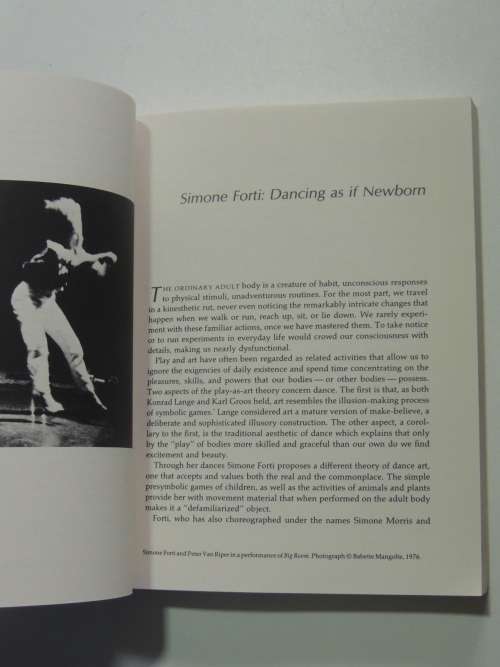 Simone Forti: Dancing as if Newborn
THE ORDINARY ADULT body is a creature of habit, unconscious responses
to physical stimuli, unadventurous routines. For the most part, we travel
in a kinesthetic rut, never even noticing the remarkably intricate changes that
happen when we walk or run, reach up, sit, or lie down. We rarely experi-
ment with these familiar actions, once we have mastered them. To take notice
or to run experiments in everyday life would crowd our consciousness with
details, making us nearly dysfunctional.
Play and art have often been regarded as related activities that allow us to
ignore the exigencies of daily existence and spend time concentrating on the
pleasures, skills, and powers that our bodies — or other bodies — possess.
Two aspects of the play-as-art theory concern dance. The first is that, as both
Konrad Lange and Karl Groos held, art resembles the illusion-making process
of symbolic games.¹ Lange considered art a mature version of make-believe, a
deliberate and sophisticated illusory construction. The other aspect, a corol-
lary to the first, is the traditional aesthetic of dance which explains that only
by the "play" of bodies more skilled and graceful than our own do we find
excitement and beauty.
Through her dances Simone Forti proposes a different theory of dance art,
one that accepts and values both the real and the commonplace. The simple
presymbolic games of children, as well as the activities of animals and plants
provide her with movement material that when performed on the adult body
makes it a "defamiliarized" object.
Forti, who has also choreographed under the names Simone Morris and
Simone Forti and Peter Van Riper in a performance of Big Room. Photograph © Babette Mangolte, 1976.